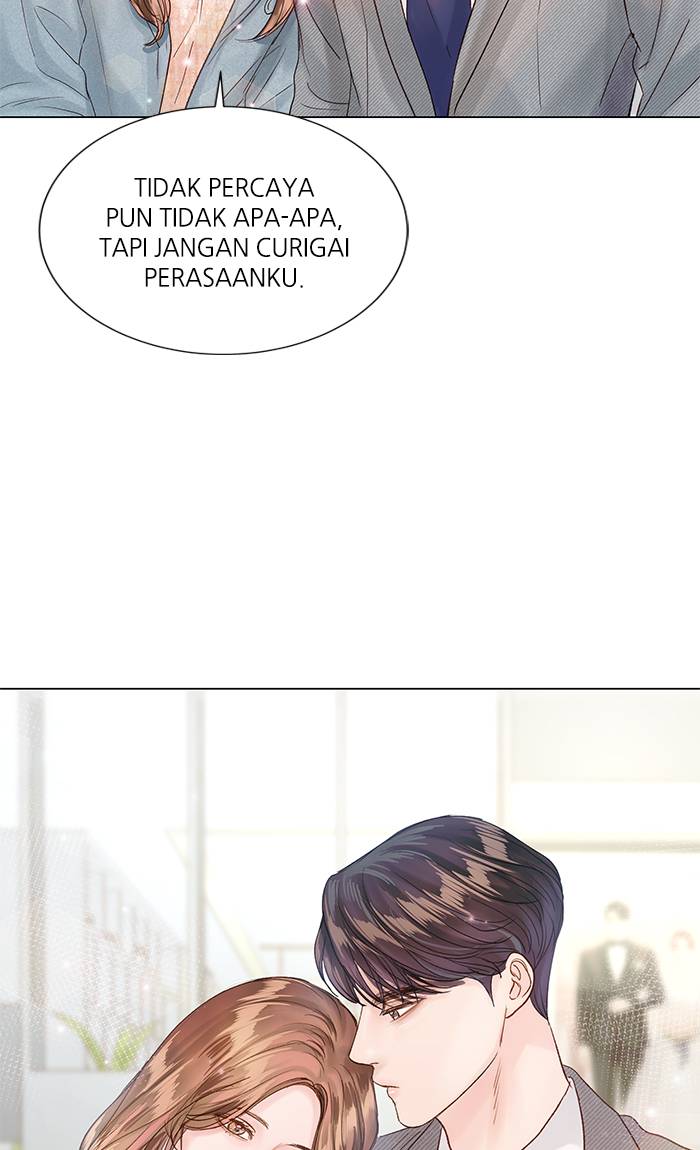 TIDAK PERCAYA
PUN TIDAK APA-APA,
TAPI JANGAN CURIGAI
PERASAANKU.